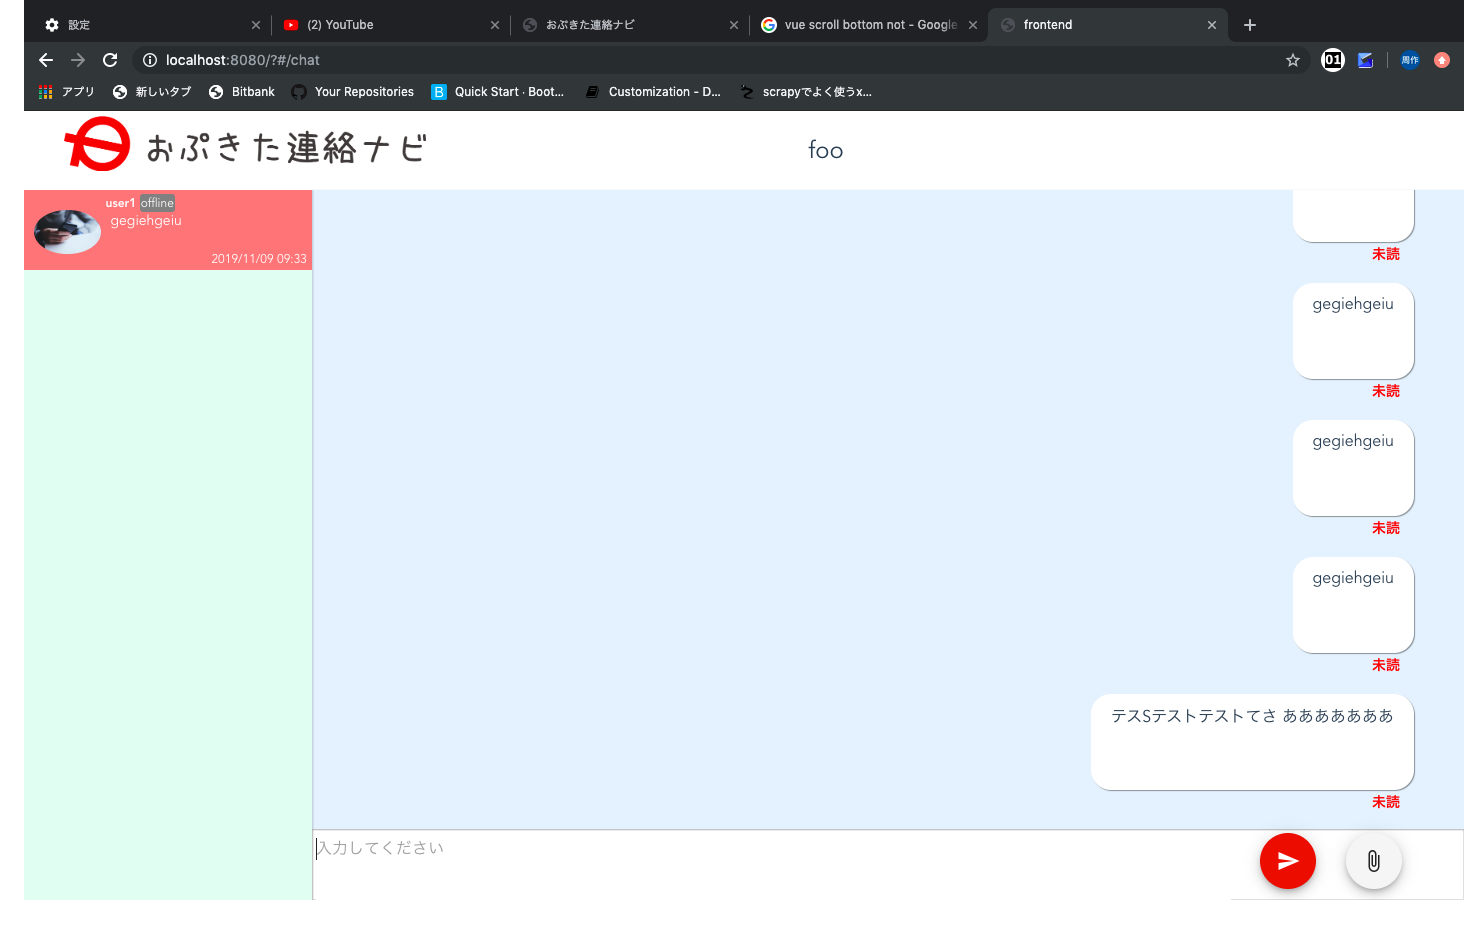 設定
(2) YouTube
おぷきた連絡ナビ
vue scroll bottom not - Google
frontend
localhost:8080/?#/chat
01
周作
アプリ
新しいタブ
Bitbank
Your Repositories
B
Quick Start · Boot...
Customization - D...
scrapyでよく使うx...
おぷきた連絡ナビ
foo
user1 offline
gegiehgeiu
2019/11/09 09:33
未読
gegiehgeiu
未読
gegiehgeiu
未読
gegiehgeiu
未読
テスSテストテストてさ あああああああ
未読
入力してください